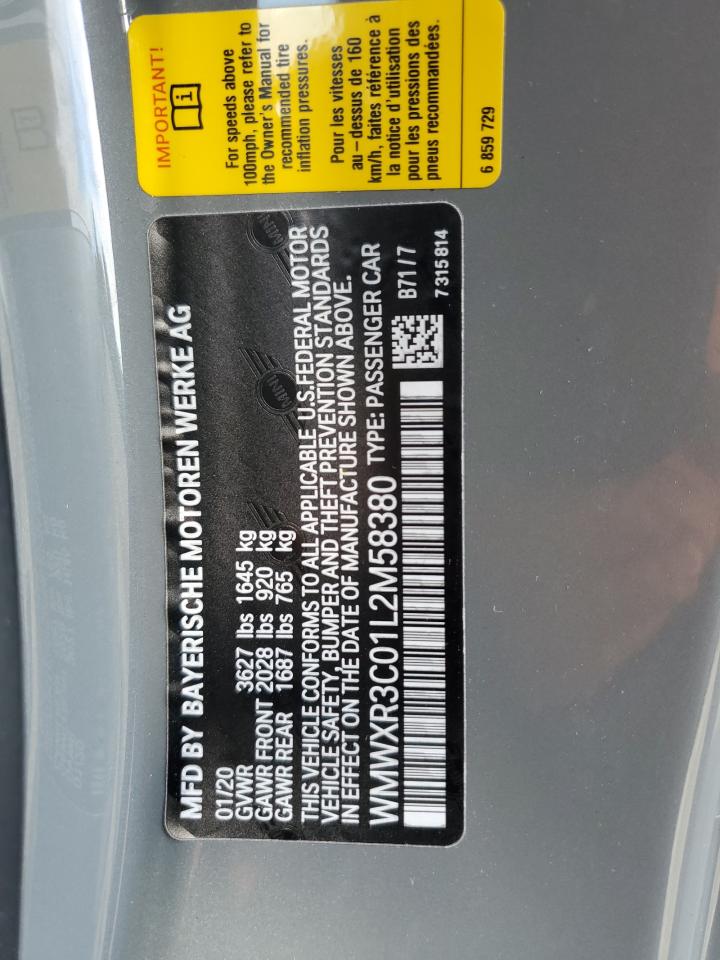 MFD BY BAYERISCHE MOTOREN WERKE AG
01/20
GVWR 3627 lbs 1645 kg
GAWR FRONT 2028 lbs 920 kg
GAWR REAR 1687 lbs 765 kg
THIS VEHICLE CONFORMS TO ALL APPLICABLE U.S.FEDERAL MOTOR
VEHICLE SAFETY, BUMPER AND THEFT PREVENTION STANDARDS
IN EFFECT ON THE DATE OF MANUFACTURE SHOWN ABOVE.
WMWXR3C01L2M58380 TYPE: PASSENGER CAR
B71/7
7315814
MINI
MINI
IMPORTANT!
For speeds above
100mph, please refer to
the Owner's Manual for
recommended tire
inflation pressures.
Pour les vitesses
au-dessus de 160
km/h, faites référence à
la notice d'utilisation
pour les pressions des
pneus recommandées.
6 859 729